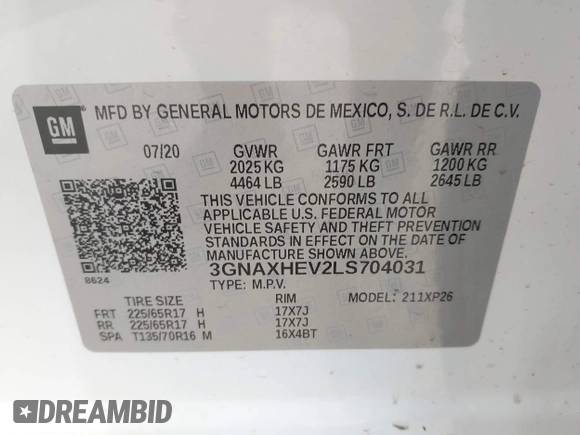 GM
MFD BY GENERAL MOTORS DE MEXICO, S. DE R.L. DE C.V.
07/20 GVWR GAWR FRT GAWR RR
2025 KG 1175 KG 1200 KG
4464 LB 2590 LB 2645 LB
THIS VEHICLE CONFORMS TO ALL
APPLICABLE U.S. FEDERAL MOTOR
VEHICLE SAFETY AND THEFT
PREVENTION STANDARDS IN EFFECT
ON THE DATE OF
MANUFACTURE SHOWN ABOVE.
8624 3GNAXHEV2LS704031
TYPE: M.P.V. MODEL: 211XP26
TIRE SIZE RIM
FRT 225/65R17 H 17X7J
RR 225/65R17 H 17X7J
SPA T135/70R16 M 16X4BT
DREAMBID